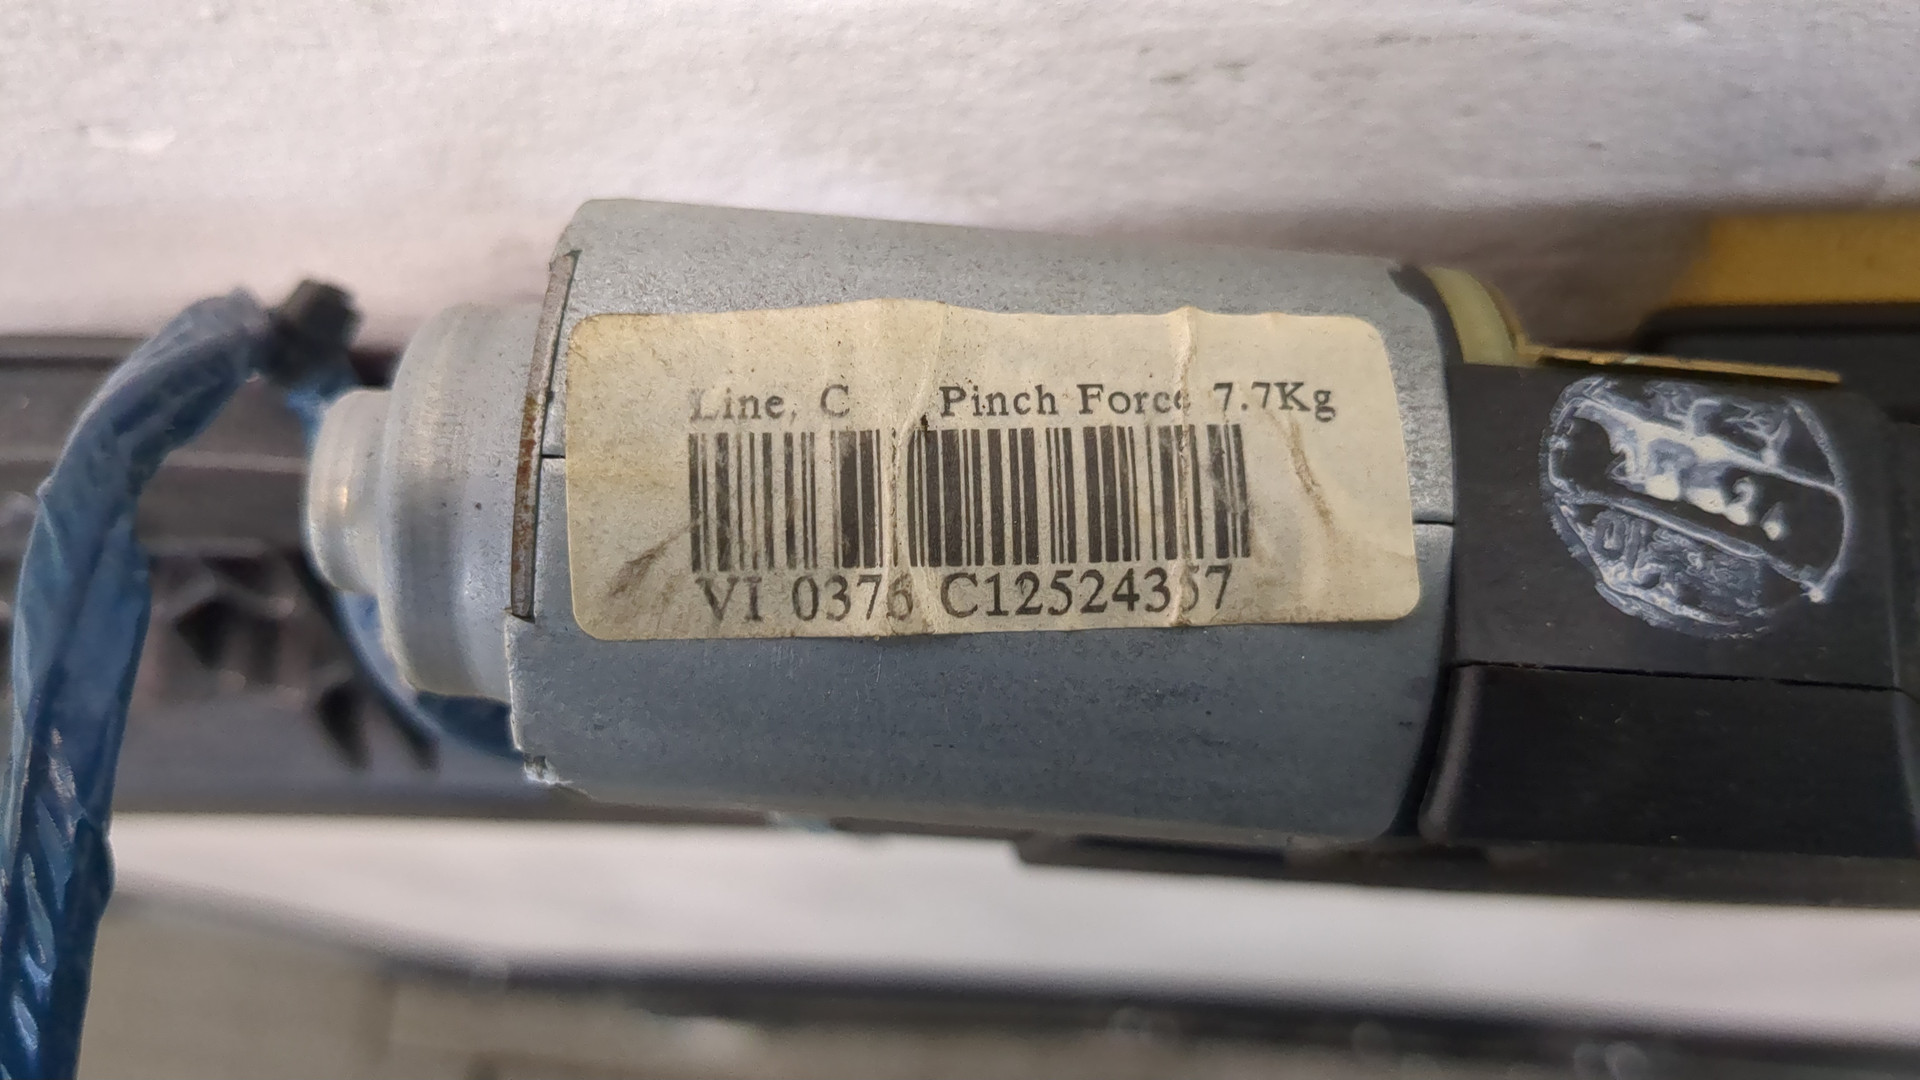 Line, C Pinch Force 7.7Kg
VI 0376 C12524357